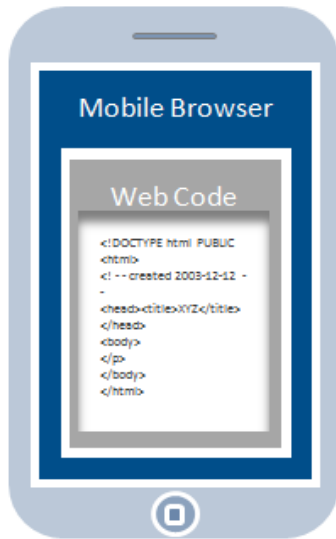 Mobile Browser
Web Code
<!DOCTYPE html PUBLIC
<html>
<! - - created 2003-12-12 -
-
<head><title>XYZ</title>
</head>
<body>
</p>
</body>
</html>